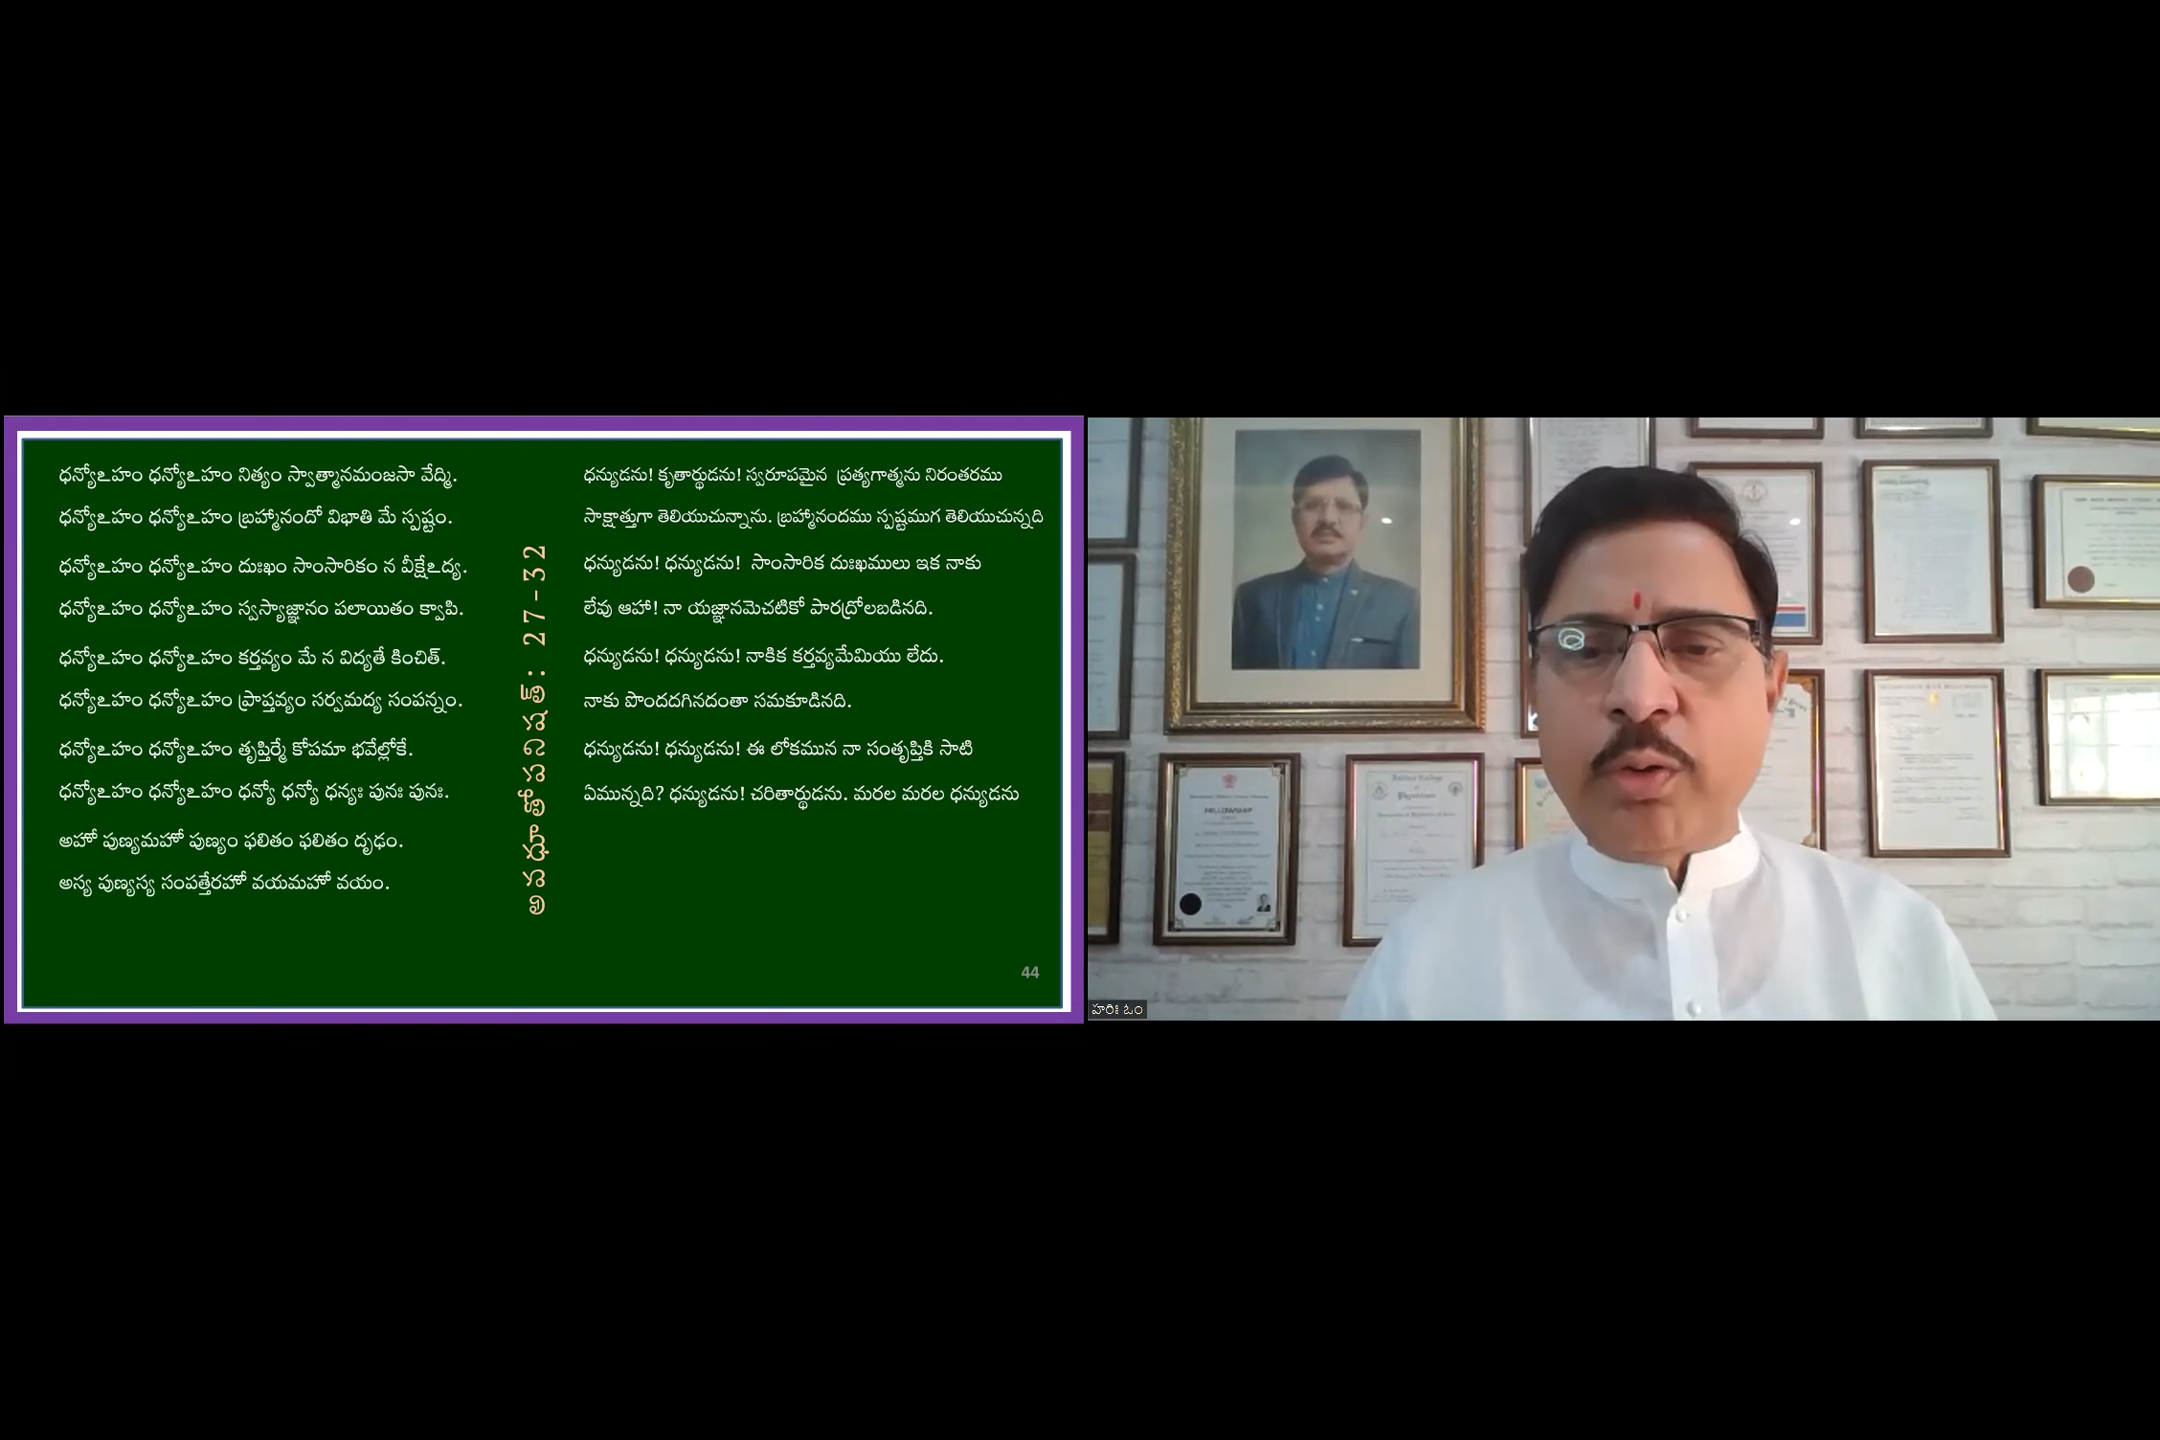 ధన్యోఽహం ధన్యోఽహం నిత్యం స్వాత్మానమంజసా వేద్మి.
ధన్యోఽహం ధన్యోఽహం బ్రహ్మానందో విభాతి మే స్పష్టం.
ధన్యోఽహం ధన్యోఽహం దుఃఖం సాంసారికం న వీక్షేఽద్య.
ధన్యోఽహం ధన్యోఽహం స్వస్యాజ్ఞానం పలాయితం క్వాపి.
ధన్యోఽహం ధన్యోఽహం కర్తవ్యం మే న విద్యతే కించిత్.
ధన్యోఽహం ధన్యోఽహం ప్రాప్తవ్యం సర్వమద్య సంపన్నం.
ధన్యోఽహం ధన్యోఽహం తృప్తిర్మే కోపమా భవేల్లోకే.
ధన్యోఽహం ధన్యోఽహం ధన్యో ధన్యో ధన్యః పునః పునః.
అహో పుణ్యమహో పుణ్యం ఫలితం ఫలితం దృఢం.
అస్య పుణ్యస్య సంపత్తేరహో వయమహో వయం.
అవధూతోపనిషత్: 27-32
ధన్యుడను! కృతార్థుడను! స్వరూపమైన ప్రత్యగాత్మను నిరంతరము
సాక్షాత్తుగా తెలియుచున్నాను. బ్రహ్మానందము స్పష్టముగ తెలియుచున్నది
ధన్యుడను! ధన్యుడను! సాంసారిక దుఃఖములు ఇక నాకు
లేవు ఆహా! నా యజ్ఞానమెచటికో పారద్రోలబడినది.
ధన్యుడను! ధన్యుడను! నాకిక కర్తవ్యమేమియు లేదు.
నాకు పొందదగినదంతా సమకూడినది.
ధన్యుడను! ధన్యుడను! ఈ లోకమున నా సంతృప్తికి సాటి
ఏమున్నది? ధన్యుడను! చరితార్థుడను. మరల మరల ధన్యుడను
44
హరిః ఓం
FELLOWSHIP
Physicians